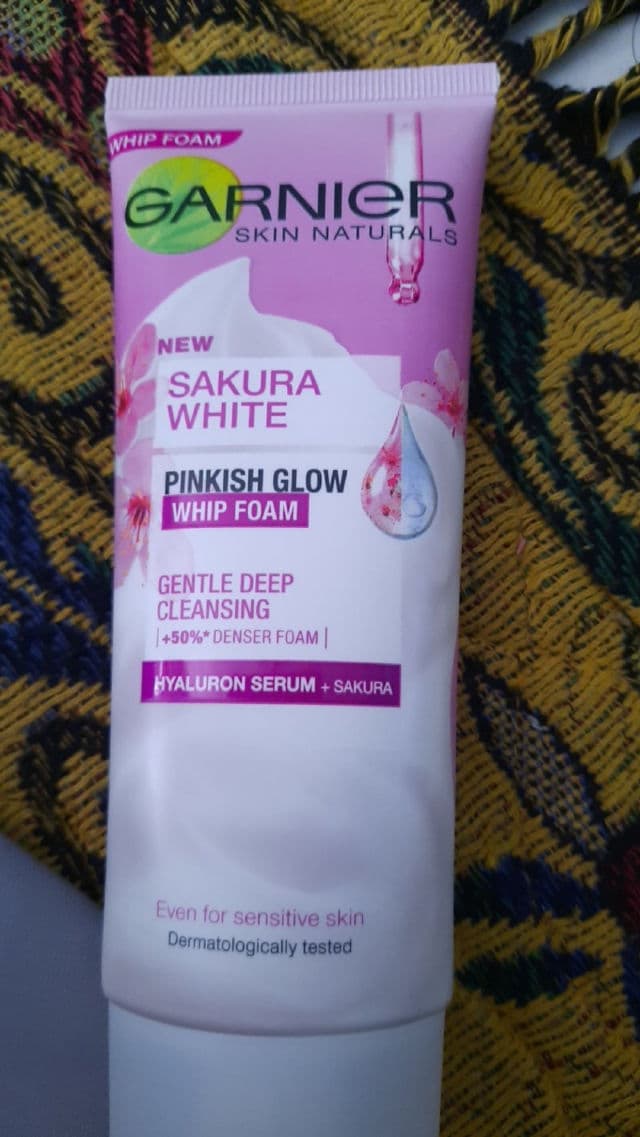 WHIP FOAM
GARNIER
SKIN NATURALS
NEW
SAKURA
WHITE
PINKISH GLOW
WHIP FOAM
GENTLE DEEP
CLEANSING
|+50%* DENSER FOAM|
HYALURON SERUM + SAKURA
Even for sensitive skin
Dermatologically tested